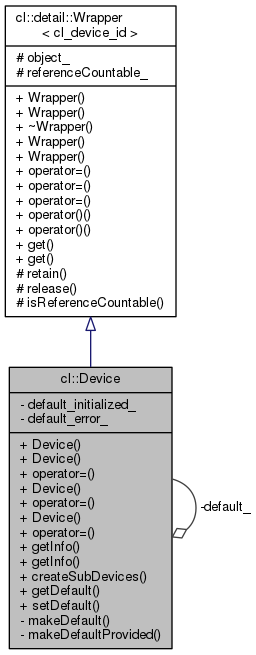 cl::detail::Wrapper
< cl_device_id >
# object_
# referenceCountable_
+ Wrapper()
+ Wrapper()
+ ~Wrapper()
+ Wrapper()
+ Wrapper()
+ operator=()
+ operator=()
+ operator=()
+ operator()()
+ operator()()
+ get()
+ get()
# retain()
# release()
# isReferenceCountable()
cl::Device
- default_initialized_
- default_error_
+ Device()
+ Device()
+ operator=()
+ Device()
+ operator=()
+ Device()
+ operator=()
+ getInfo()
+ getInfo()
+ createSubDevices()
+ getDefault()
+ setDefault()
- makeDefault()
- makeDefaultProvided()
-default_